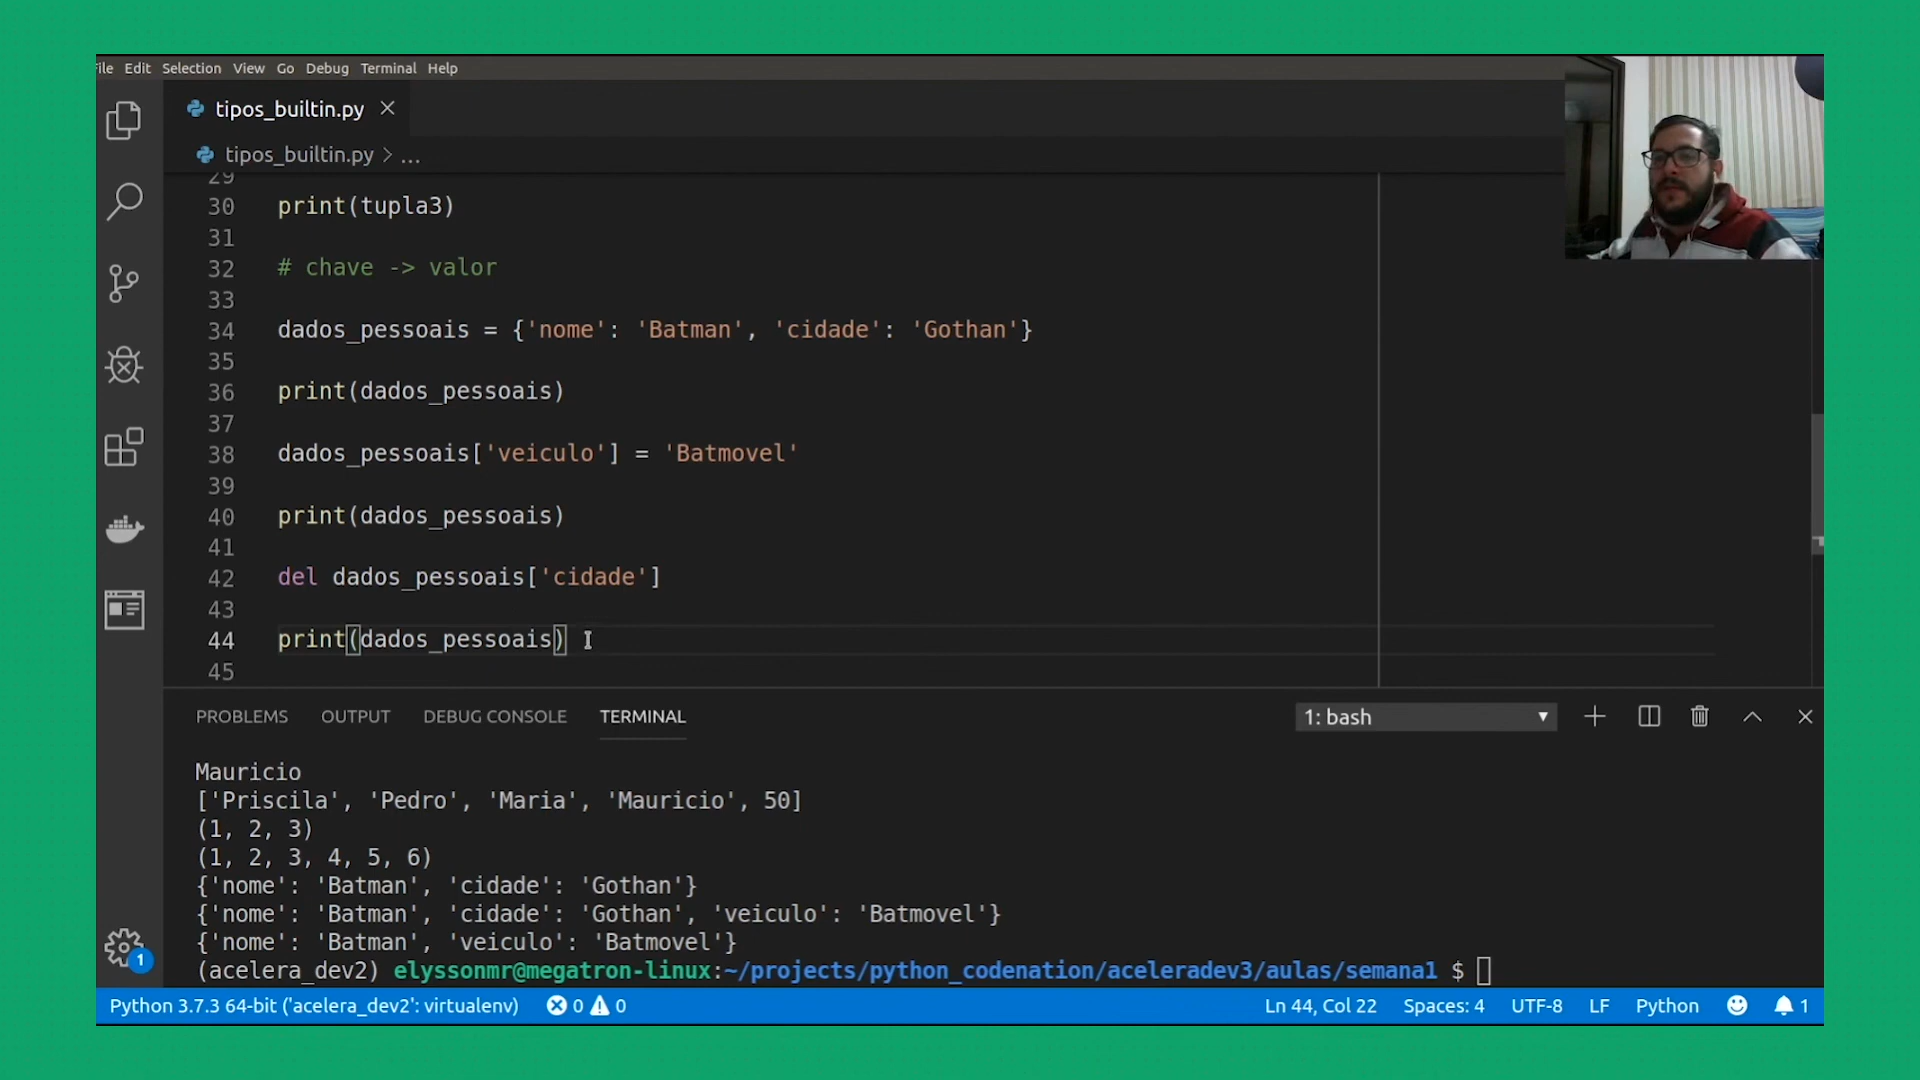 ile Edit Selection View Go Debug Terminal Help
tipos_builtin.py
tipos_builtin.py > ...
29
30 print(tupla3)
31
32 # chave -> valor
33
34 dados_pessoais = {'nome': 'Batman', 'cidade': 'Gothan'}
35
36 print(dados_pessoais)
37
38 dados_pessoais['veiculo'] = 'Batmovel'
39
40 print(dados_pessoais)
41
42 del dados_pessoais['cidade']
43
44 print(dados_pessoais)
45
PROBLEMS OUTPUT DEBUG CONSOLE TERMINAL 1: bash
Mauricio
['Priscila', 'Pedro', 'Maria', 'Mauricio', 50]
(1, 2, 3)
(1, 2, 3, 4, 5, 6)
{'nome': 'Batman', 'cidade': 'Gothan'}
{'nome': 'Batman', 'cidade': 'Gothan', 'veiculo': 'Batmovel'}
{'nome': 'Batman', 'veiculo': 'Batmovel'}
(acelera_dev2) elyssonmr@megatron-linux:~/projects/python_codenation/aceleradev3/aulas/semana1 $
1
Python 3.7.3 64-bit ('acelera_dev2': virtualenv) 0 0 Ln 44, Col 22 Spaces: 4 UTF-8 LF Python 1